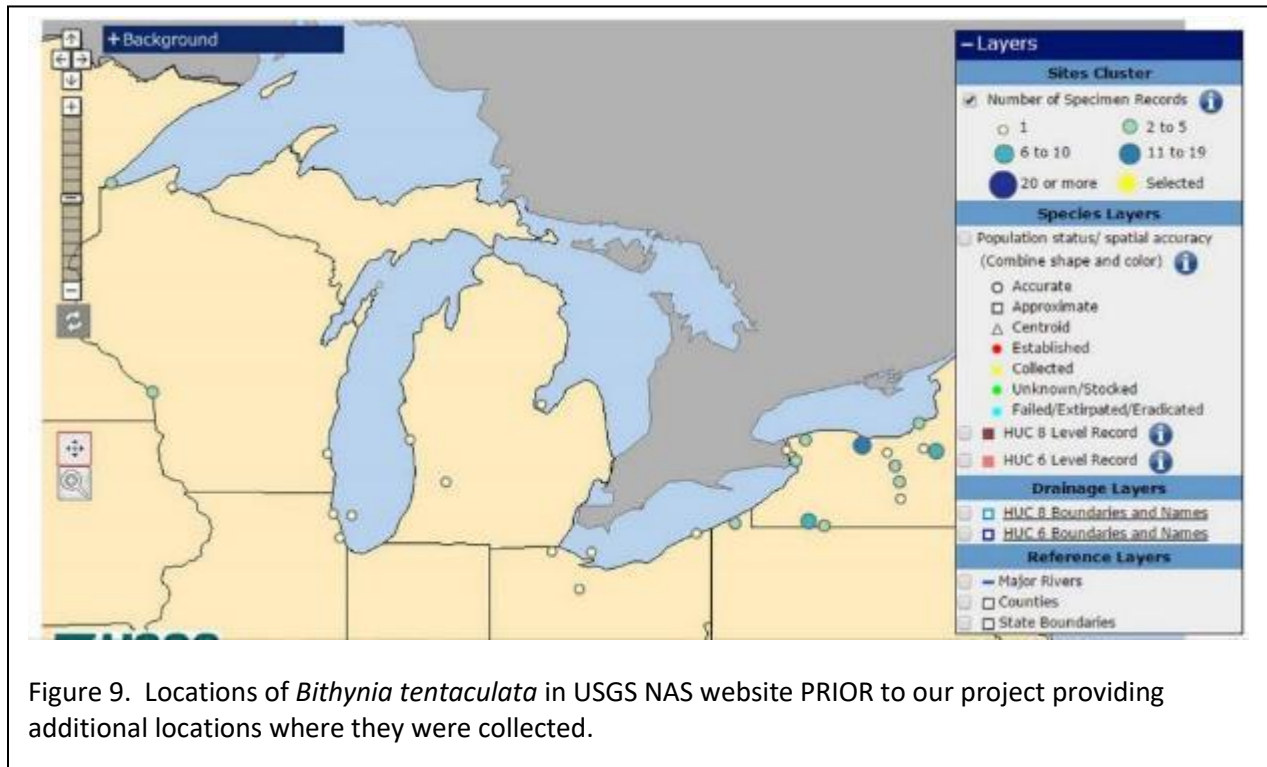 +Background
−Layers
Sites Cluster
Number of Specimen Records
1
2 to 5
6 to 10
11 to 19
20 or more
Selected
Species Layers
Population status/ spatial accuracy
(Combine shape and color)
Accurate
Approximate
Centroid
Established
Collected
Unknown/Stocked
Failed/Extirpated/Eradicated
HUC 8 Level Record
HUC 6 Level Record
Drainage Layers
HUC 8 Boundaries and Names
HUC 6 Boundaries and Names
Reference Layers
Major Rivers
Counties
State Boundaries
Figure 9. Locations of Bithynia tentaculata in USGS NAS website PRIOR to our project providing
additional locations where they were collected.